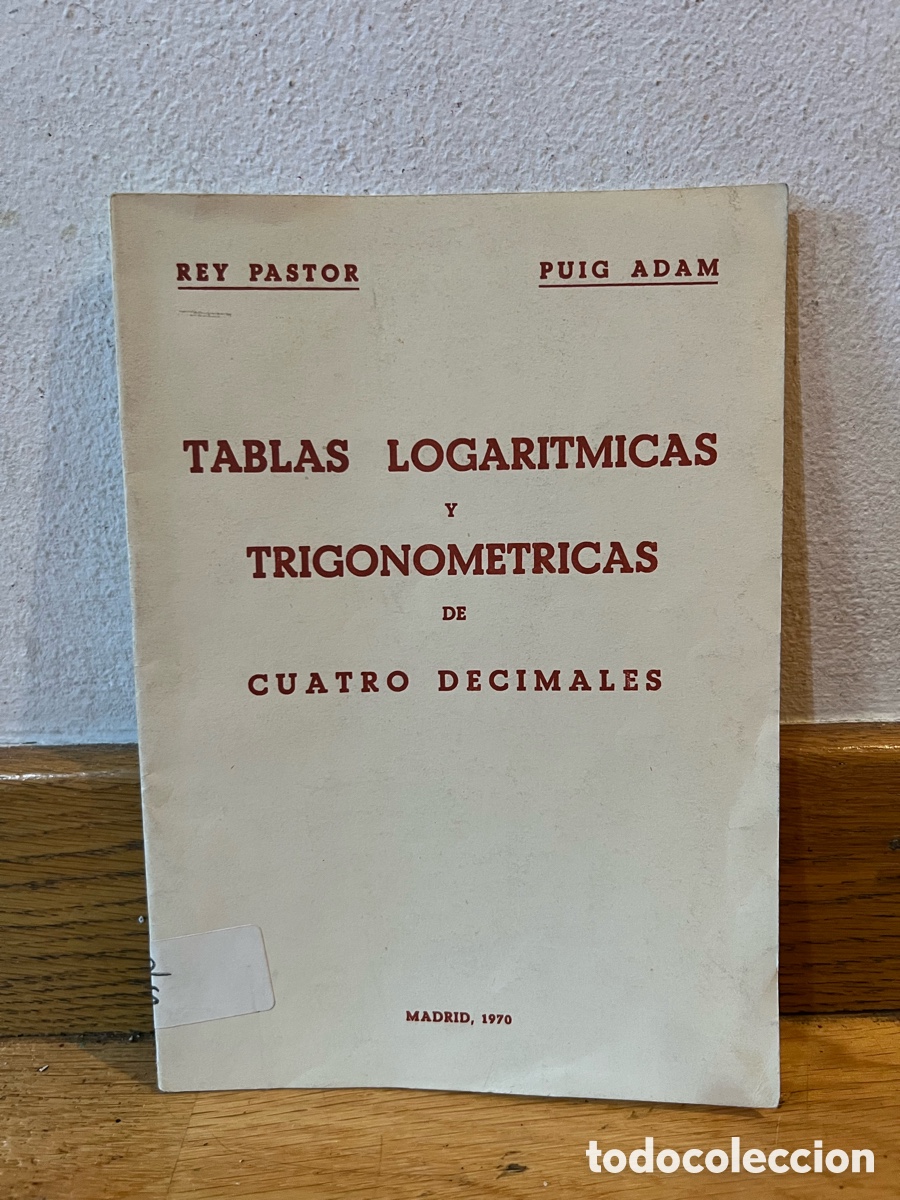 REY PASTOR PUIG ADAM
TABLAS LOGARITMICAS
Y
TRIGONOMETRICAS
DE
CUATRO DECIMALES
MADRID, 1970
todocoleccion